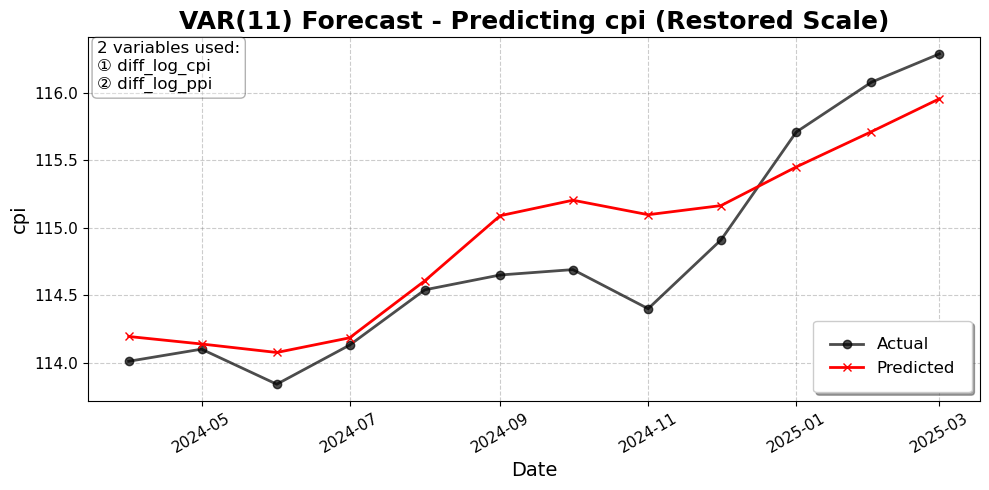 VAR(11) Forecast - Predicting cpi (Restored Scale)
2 variables used:
① diff_log_cpi
② diff_log_ppi
116.0
115.5
115.0
114.5
114.0
cpi
Actual
Predicted
2024-05
2024-07
2024-09
2024-11
2025-01
2025-03
Date